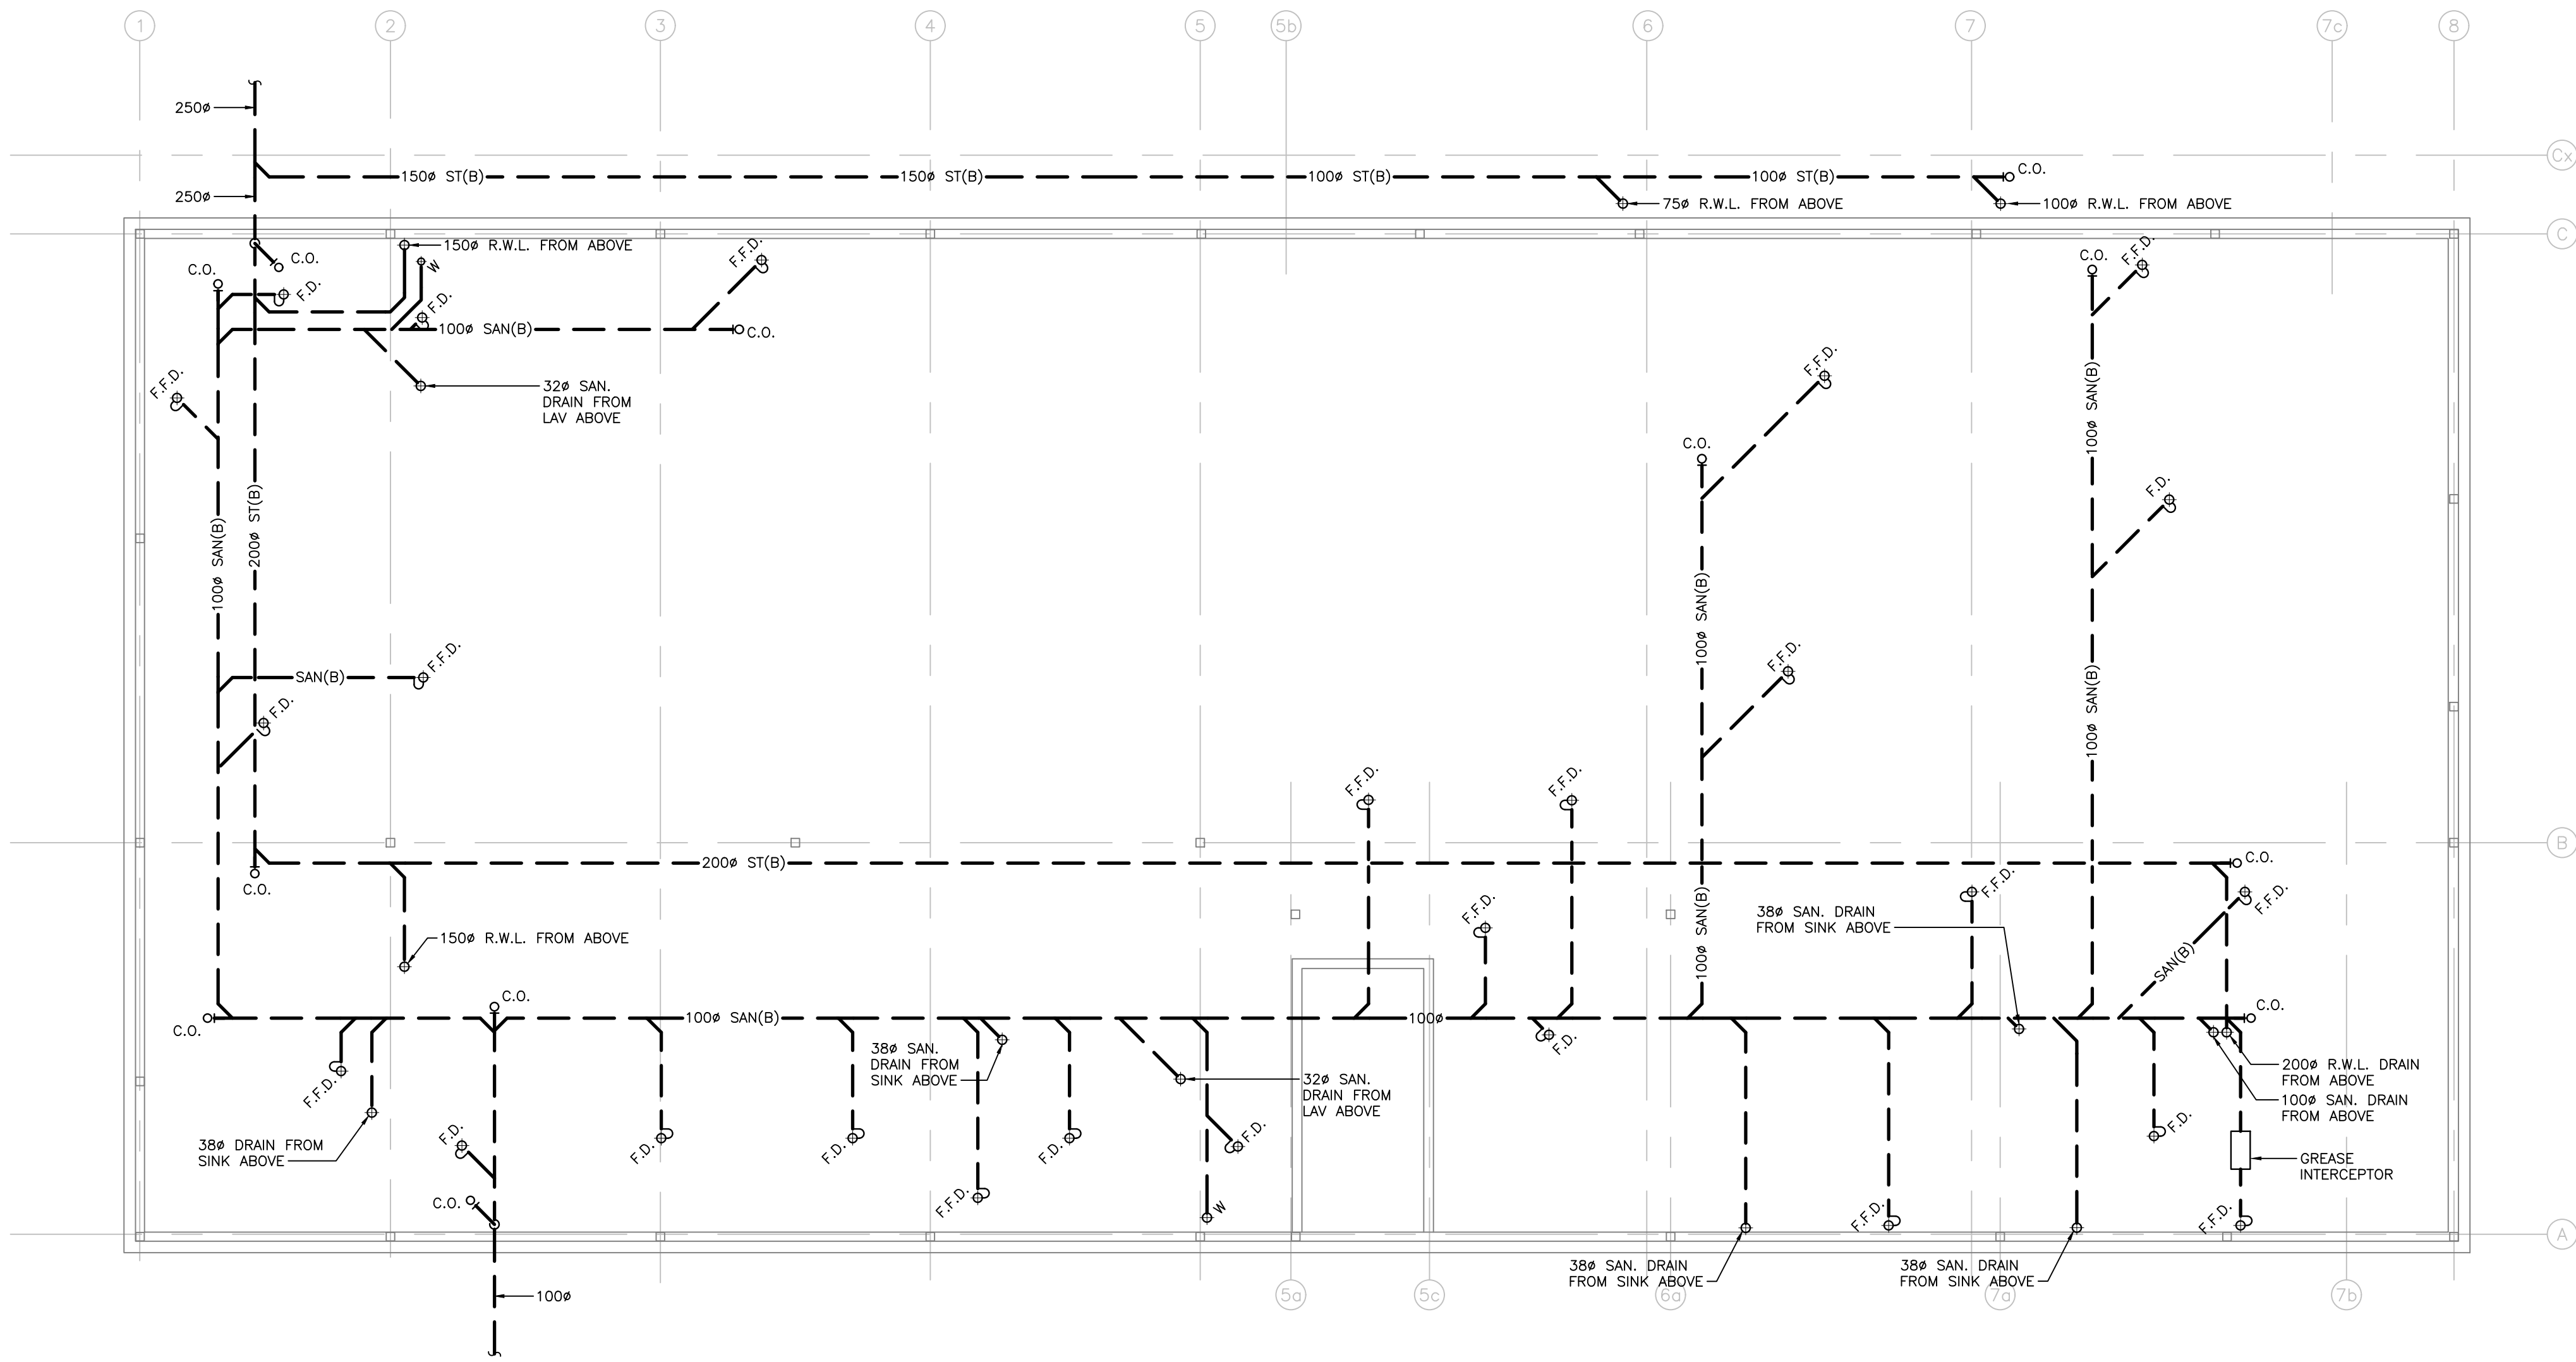 1
2
3
4
5
5b
6
7
7c
8
250ø
Cx
150ø ST(B)
150ø ST(B)
100ø ST(B)
100ø ST(B)
C.O.
250ø
75ø R.W.L. FROM ABOVE
100ø R.W.L. FROM ABOVE
C
150ø R.W.L. FROM ABOVE
F.F.D.
C.O.
C.O.
W
F.D.
F.D.
C.O.
F.F.D.
100ø SAN(B)
C.O.
F.F.D.
F.F.D.
32ø SAN.
DRAIN FROM
LAV ABOVE
100ø SAN(B)
C.O.
F.D.
100ø SAN(B)
200ø ST(B)
100ø SAN(B)
SAN(B)
F.F.D.
F.F.D.
100ø SAN(B)
F.D.
F.F.D.
F.F.D.
B
200ø ST(B)
C.O.
C.O.
F.F.D.
F.F.D.
F.F.D.
38ø SAN. DRAIN
FROM SINK ABOVE
100ø SAN(B)
150ø R.W.L. FROM ABOVE
SAN(B)
C.O.
C.O.
100ø SAN(B)
100ø
F.D.
38ø SAN.
DRAIN FROM
SINK ABOVE
32ø SAN.
DRAIN FROM
LAV ABOVE
200ø R.W.L. DRAIN
FROM ABOVE
100ø SAN. DRAIN
FROM ABOVE
F.F.D.
38ø DRAIN FROM
SINK ABOVE
F.D.
F.D.
F.D.
F.D.
F.D.
F.D.
GREASE
INTERCEPTOR
C.O.
F.F.D.
W
F.F.D.
F.F.D.
A
38ø SAN. DRAIN
FROM SINK ABOVE
38ø SAN. DRAIN
FROM SINK ABOVE
100ø
5a
5c
6a
7a
7b